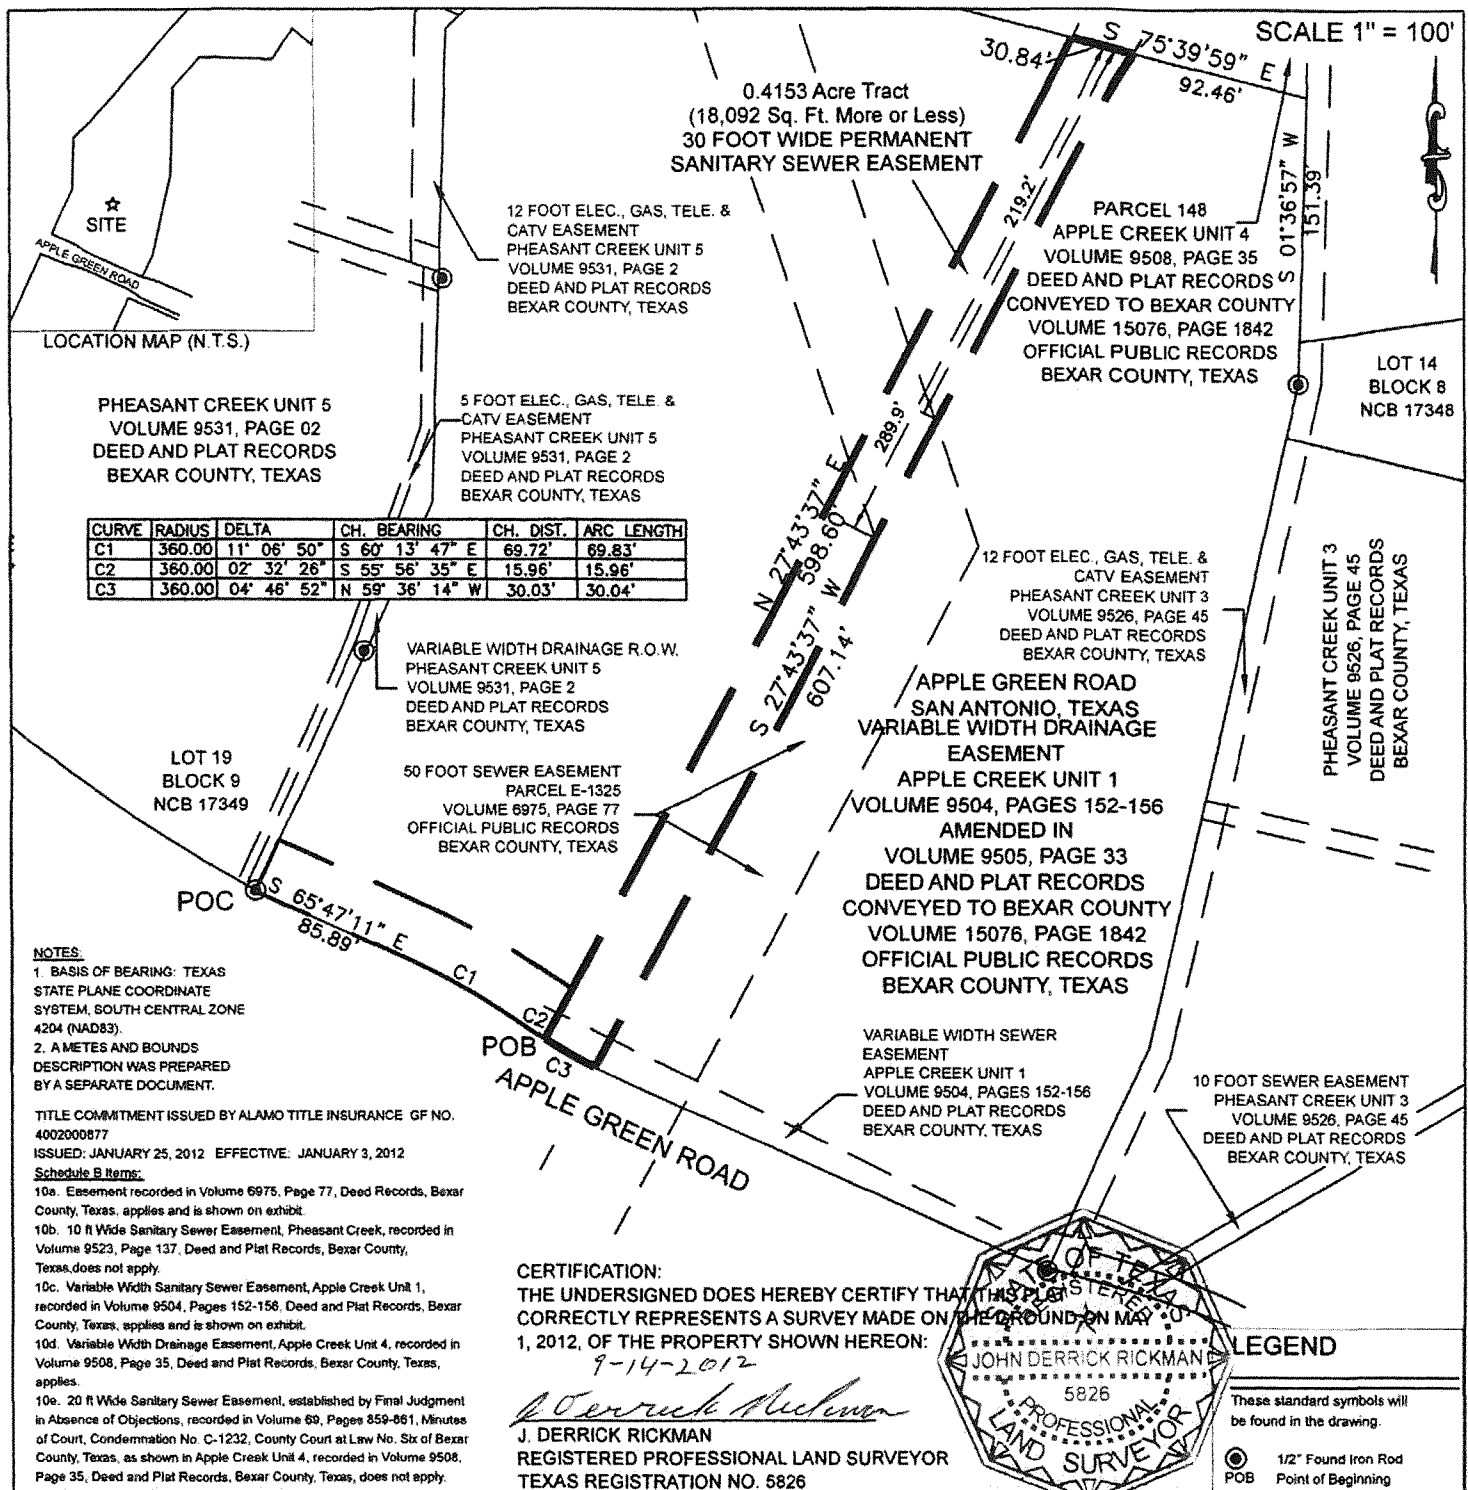 SCALE 1" = 100'
S 75°39'59" E
30.84'
92.46'
0.4153 Acre Tract
(18,092 Sq. Ft. More or Less)
30 FOOT WIDE PERMANENT
SANITARY SEWER EASEMENT
SITE
APPLE GREEN ROAD
LOCATION MAP (N.T.S.)
12 FOOT ELEC., GAS, TELE. &
CATV EASEMENT
PHEASANT CREEK UNIT 5
VOLUME 9531, PAGE 2
DEED AND PLAT RECORDS
BEXAR COUNTY, TEXAS
219.2'
S 01°36'57" W
151.39'
PARCEL 148
APPLE CREEK UNIT 4
VOLUME 9508, PAGE 35
DEED AND PLAT RECORDS
CONVEYED TO BEXAR COUNTY
VOLUME 15076, PAGE 1842
OFFICIAL PUBLIC RECORDS
BEXAR COUNTY, TEXAS
LOT 14
BLOCK 8
NCB 17348
PHEASANT CREEK UNIT 5
VOLUME 9531, PAGE 02
DEED AND PLAT RECORDS
BEXAR COUNTY, TEXAS
5 FOOT ELEC., GAS, TELE. &
CATV EASEMENT
PHEASANT CREEK UNIT 5
VOLUME 9531, PAGE 2
DEED AND PLAT RECORDS
BEXAR COUNTY, TEXAS
289.9'
CURVE RADIUS DELTA CH. BEARING CH. DIST. ARC LENGTH
C1 360.00 11° 06' 50" S 60° 13' 47" E 69.72' 69.83'
C2 360.00 02° 32' 26" S 55° 56' 35" E 15.96' 15.96'
C3 360.00 04° 46' 52" N 59° 36' 14" W 30.03' 30.04'
N 27°43'37" E
598.60'
S 27°43'37" W
607.14'
12 FOOT ELEC., GAS, TELE. &
CATV EASEMENT
PHEASANT CREEK UNIT 3
VOLUME 9526, PAGE 45
DEED AND PLAT RECORDS
BEXAR COUNTY, TEXAS
PHEASANT CREEK UNIT 3
VOLUME 9526, PAGE 45
DEED AND PLAT RECORDS
BEXAR COUNTY, TEXAS
VARIABLE WIDTH DRAINAGE R.O.W.
PHEASANT CREEK UNIT 5
VOLUME 9531, PAGE 2
DEED AND PLAT RECORDS
BEXAR COUNTY, TEXAS
APPLE GREEN ROAD
SAN ANTONIO, TEXAS
VARIABLE WIDTH DRAINAGE
EASEMENT
APPLE CREEK UNIT 1
VOLUME 9504, PAGES 152-156
AMENDED IN
VOLUME 9505, PAGE 33
DEED AND PLAT RECORDS
CONVEYED TO BEXAR COUNTY
VOLUME 15076, PAGE 1842
OFFICIAL PUBLIC RECORDS
BEXAR COUNTY, TEXAS
LOT 19
BLOCK 9
NCB 17349
50 FOOT SEWER EASEMENT
PARCEL E-1325
VOLUME 6975, PAGE 77
OFFICIAL PUBLIC RECORDS
BEXAR COUNTY, TEXAS
POC
S 65°47'11" E
85.89'
C1
C2
POB
C3
APPLE GREEN ROAD
NOTES:
1. BASIS OF BEARING: TEXAS
STATE PLANE COORDINATE
SYSTEM, SOUTH CENTRAL ZONE
4204 (NAD83).
2. A METES AND BOUNDS
DESCRIPTION WAS PREPARED
BY A SEPARATE DOCUMENT.
VARIABLE WIDTH SEWER
EASEMENT
APPLE CREEK UNIT 1
VOLUME 9504, PAGES 152-156
DEED AND PLAT RECORDS
BEXAR COUNTY, TEXAS
10 FOOT SEWER EASEMENT
PHEASANT CREEK UNIT 3
VOLUME 9526, PAGE 45
DEED AND PLAT RECORDS
BEXAR COUNTY, TEXAS
TITLE COMMITMENT ISSUED BY ALAMO TITLE INSURANCE GF NO.
4002000877
ISSUED: JANUARY 25, 2012 EFFECTIVE: JANUARY 3, 2012
Schedule B Items:
10a. Easement recorded in Volume 6975, Page 77, Deed Records, Bexar
County, Texas, applies and is shown on exhibit.
10b. 10 ft Wide Sanitary Sewer Easement, Pheasant Creek, recorded in
Volume 9523, Page 137, Deed and Plat Records, Bexar County,
Texas,does not apply.
10c. Variable Width Sanitary Sewer Easement, Apple Creek Unit 1,
recorded in Volume 9504, Pages 152-156, Deed and Plat Records, Bexar
County, Texas, applies and is shown on exhibit.
10d. Variable Width Drainage Easement, Apple Creek Unit 4, recorded in
Volume 9508, Page 35, Deed and Plat Records, Bexar County, Texas,
applies.
10e. 20 ft Wide Sanitary Sewer Easement, established by Final Judgment
in Absence of Objections, recorded in Volume 69, Pages 859-861, Minutes
of Court, Condemnation No. C-1232, County Court at Law No. Six of Bexar
County, Texas, as shown in Apple Creek Unit 4, recorded in Volume 9508,
Page 35, Deed and Plat Records, Bexar County, Texas, does not apply.
CERTIFICATION:
THE UNDERSIGNED DOES HEREBY CERTIFY THAT THIS PLAT
CORRECTLY REPRESENTS A SURVEY MADE ON THE GROUND ON MAY
1, 2012, OF THE PROPERTY SHOWN HEREON:
9-14-2012
J Derrick Rickman
J. DERRICK RICKMAN
REGISTERED PROFESSIONAL LAND SURVEYOR
TEXAS REGISTRATION NO. 5826
STATE OF TEXAS
REGISTERED
JOHN DERRICK RICKMAN
5826
PROFESSIONAL
LAND SURVEYOR
LEGEND
These standard symbols will
be found in the drawing.
1/2" Found Iron Rod
POB Point of Beginning